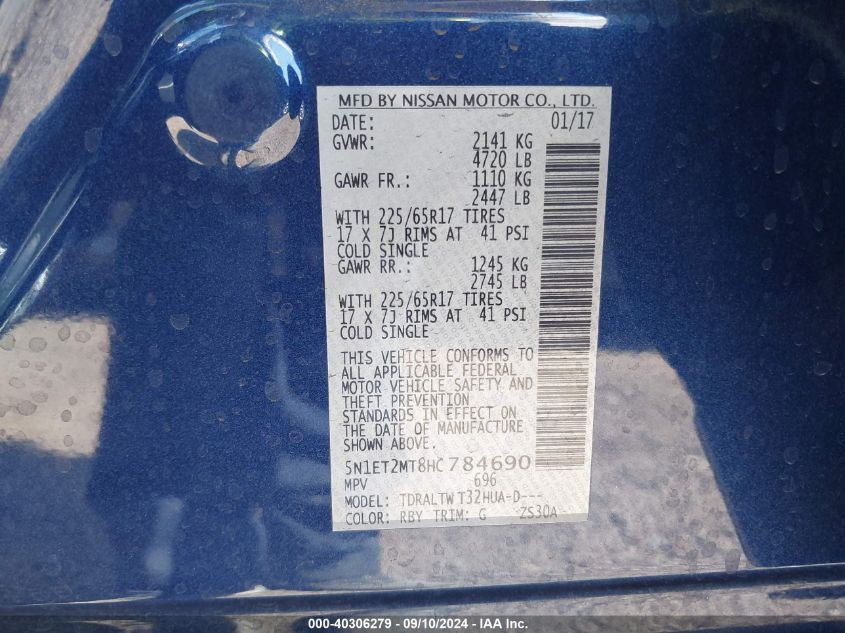 MFD BY NISSAN MOTOR CO., LTD.
DATE: 01/17
GVWR: 2141 KG
4720 LB
GAWR FR.: 1110 KG
2447 LB
WITH 225/65R17 TIRES
17 X 7J RIMS AT 41 PSI
COLD SINGLE
GAWR RR.: 1245 KG
2745 LB
WITH 225/65R17 TIRES
17 X 7J RIMS AT 41 PSI
COLD SINGLE
THIS VEHICLE CONFORMS TO
ALL APPLICABLE FEDERAL
MOTOR VEHICLE SAFETY AND
THEFT PREVENTION
STANDARDS IN EFFECT ON
THE DATE OF MANUFACTURE
SHOWN ABOVE.
5N1ET2MT8HC784690
MPV 696
MODEL: TDRALTW T32HUA-D---
COLOR: RBY TRIM: G ZS30A
000-40306279 - 09/10/2024 - IAA Inc.